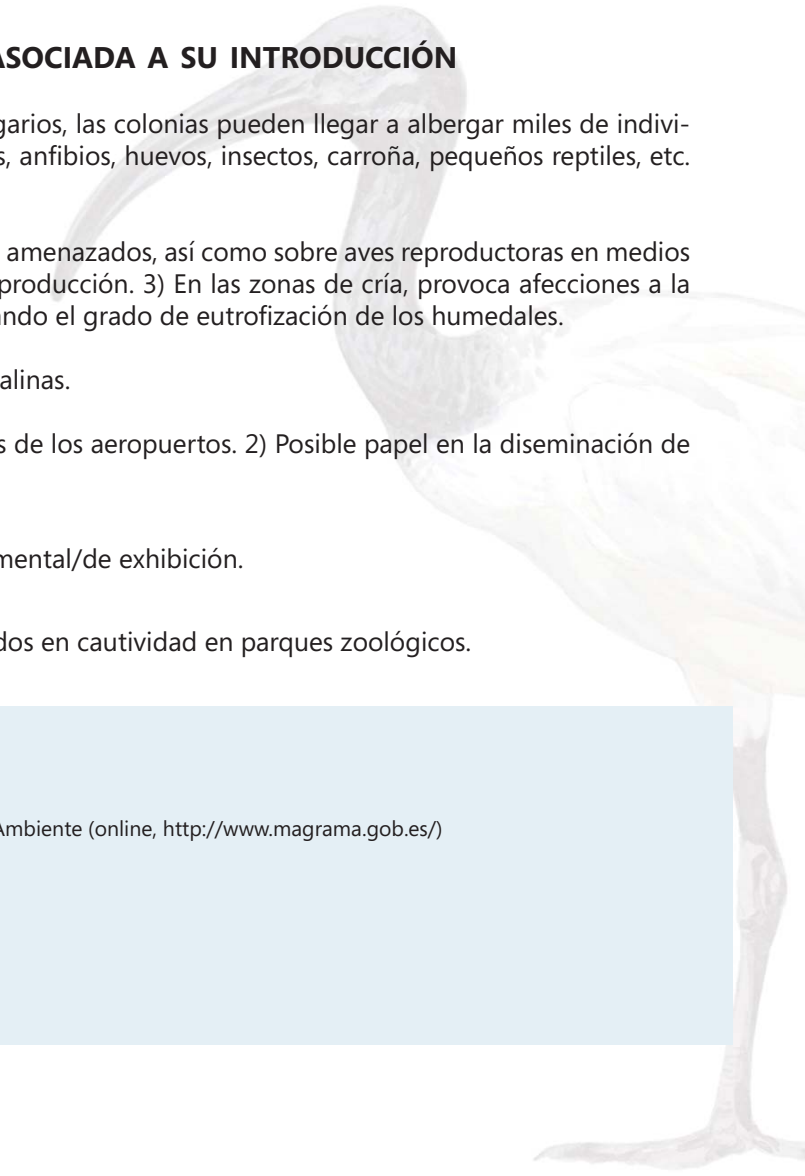 ASOCIADA A SU INTRODUCCIÓN
garios, las colonias pueden llegar a albergar miles de indivi-
s, anfibios, huevos, insectos, carroña, pequeños reptiles, etc.
amenazados, así como sobre aves reproductoras en medios
producción. 3) En las zonas de cría, provoca afecciones a la
ando el grado de eutrofización de los humedales.
alinas.
s de los aeropuertos. 2) Posible papel en la diseminación de
mental/de exhibición.
dos en cautividad en parques zoológicos.
Ambiente (online, http://www.magrama.gob.es/)